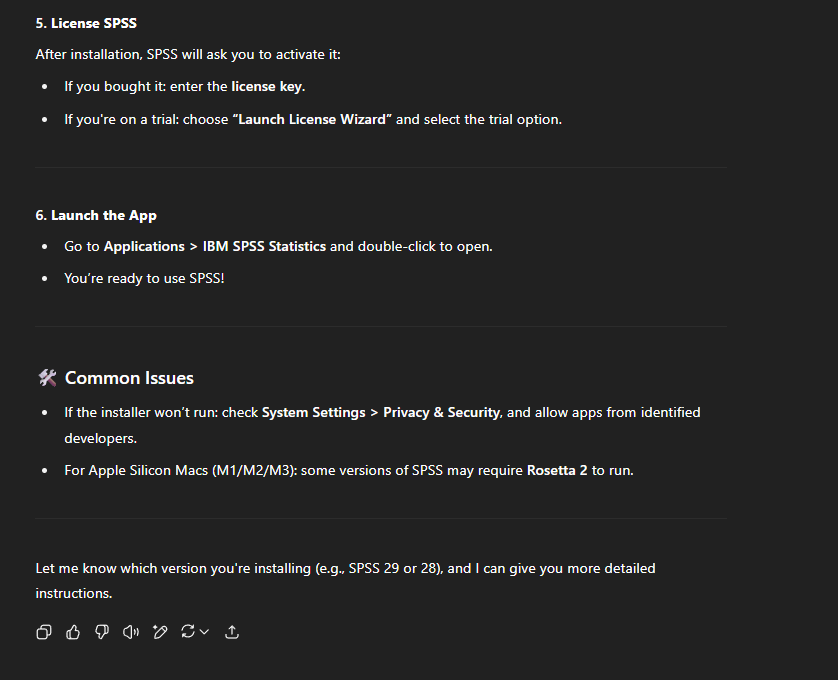 5. License SPSS
After installation, SPSS will ask you to activate it:
• If you bought it: enter the license key.
• If you're on a trial: choose “Launch License Wizard” and select the trial option.
6. Launch the App
• Go to Applications > IBM SPSS Statistics and double-click to open.
• You’re ready to use SPSS!
🛠 Common Issues
• If the installer won’t run: check System Settings > Privacy & Security, and allow apps from identified
developers.
• For Apple Silicon Macs (M1/M2/M3): some versions of SPSS may require Rosetta 2 to run.
Let me know which version you're installing (e.g., SPSS 29 or 28), and I can give you more detailed
instructions.